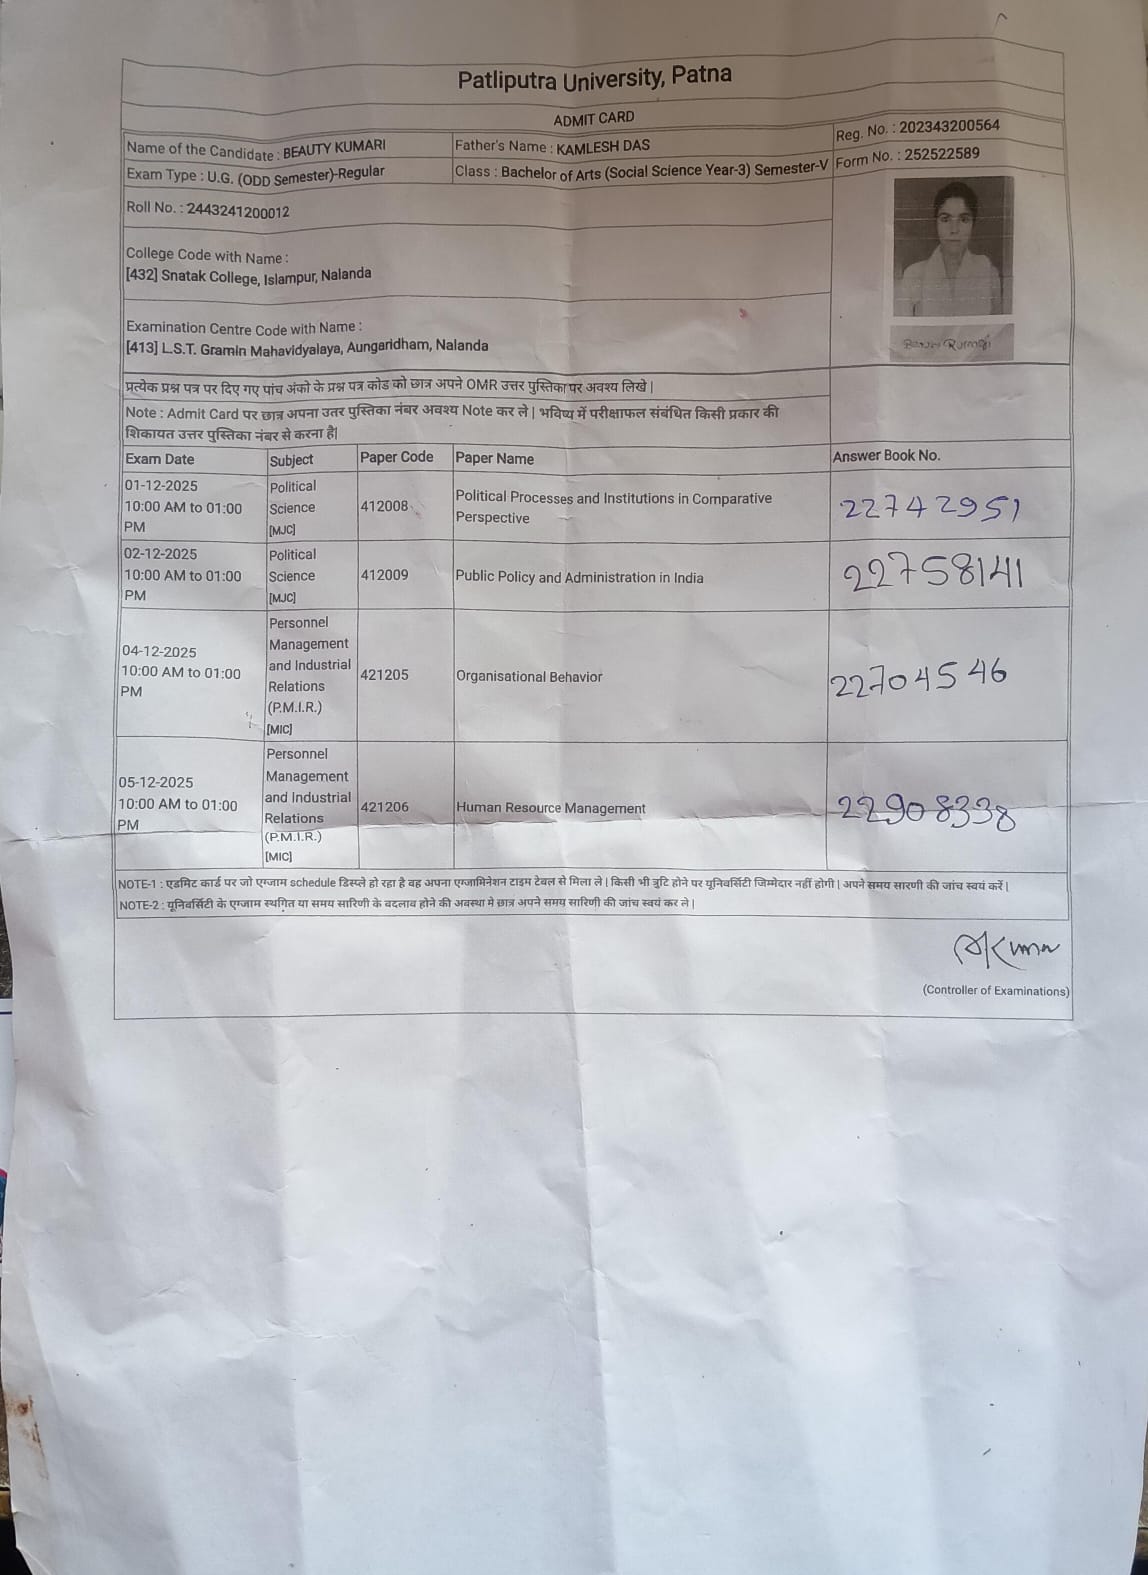 Patliputra University, Patna
ADMIT CARD
Name of the Candidate : BEAUTY KUMARI
Father's Name : KAMLESH DAS
Reg. No. : 202343200564
Exam Type : U.G. (ODD Semester)-Regular
Class : Bachelor of Arts (Social Science Year-3) Semester-V
Form No. : 252522589
Roll No. : 2443241200012
College Code with Name :
[432] Snatak College, Islampur, Nalanda
Examination Centre Code with Name :
[413] L.S.T. Gramin Mahavidyalaya, Aungaridham, Nalanda
प्रत्येक प्रश्न पत्र पर दिए गए पांच अंको के प्रश्न पत्र कोड को छात्र अपने OMR उत्तर पुस्तिका पर अवश्य लिखे |
Note : Admit Card पर छात्र अपना उतर पुस्तिका नंबर अवश्य Note कर ले | भविष्य में परीक्षाफल संबंधित किसी प्रकार की
शिकायत उत्तर पुस्तिका नंबर से करना है|
Exam Date Subject Paper Code Paper Name Answer Book No.
01-12-2025
10:00 AM to 01:00
PM
Political
Science
[MJC]
412008
Political Processes and Institutions in Comparative
Perspective
22742951
02-12-2025
10:00 AM to 01:00
PM
Political
Science
[MJC]
412009
Public Policy and Administration in India
22758141
04-12-2025
10:00 AM to 01:00
PM
Personnel
Management
and Industrial
Relations
(P.M.I.R.)
[MIC]
421205
Organisational Behavior
22704546
05-12-2025
10:00 AM to 01:00
PM
Personnel
Management
and Industrial
Relations
(P.M.I.R.)
[MIC]
421206
Human Resource Management
22908338
NOTE-1 : एडमिट कार्ड पर जो एग्जाम schedule डिस्प्ले हो रहा है वह अपना एग्जामिनेशन टाइम टेबल से मिला ले | किसी भी त्रुटि होने पर यूनिवर्सिटी जिम्मेदार नहीं होगी | अपने समय सारणी की जांच स्वयं करें |
NOTE-2 : यूनिवर्सिटी के एग्जाम स्थगित या समय सारिणी के बदलाव होने की अवस्था मे छात्र अपने समय सारिणी की जांच स्वयं कर ले |
(Controller of Examinations)